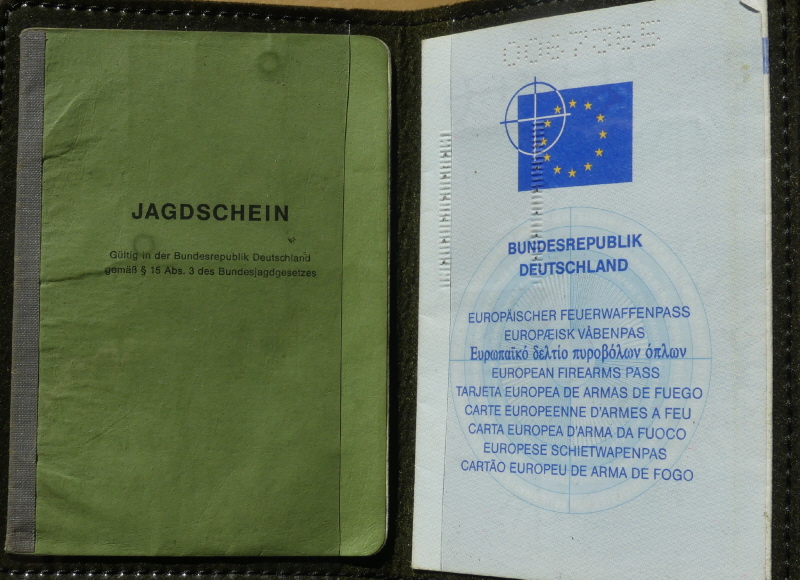 JAGDSCHEIN
Gültig in der Bundesrepublik Deutschland
gemäß § 15 Abs. 3 des Bundesjagdgesetzes
BUNDESREPUBLIK
DEUTSCHLAND
EUROPÄISCHER FEUERWAFFENPASS
EUROPÆISK VÅBENPAS
Ευρωπαϊκό δελτίο πυροβόλων όπλων
EUROPEAN FIREARMS PASS
TARJETA EUROPEA DE ARMAS DE FUEGO
CARTE EUROPEENNE D'ARMES A FEU
CARTA EUROPEA D'ARMA DA FUOCO
EUROPESE SCHIETWAPENPAS
CARTÃO EUROPEU DE ARMA DE FOGO